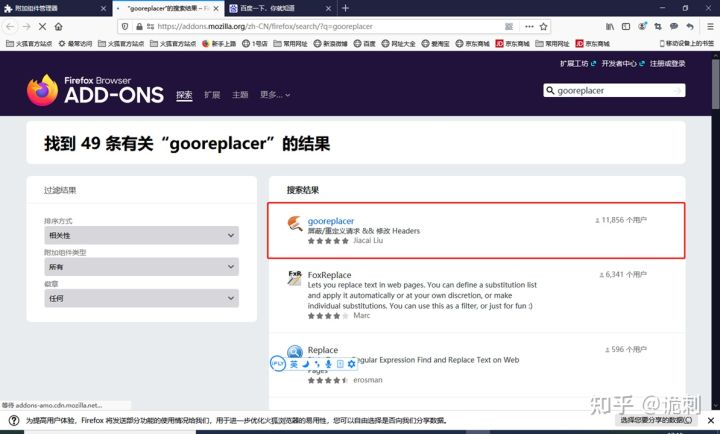 附加组件管理器
"gooreplacer"的搜索结果 – Fi
百度一下，你就知道
https://addons.mozilla.org/zh-CN/firefox/search/?q=gooreplacer
火狐官方站点 最常访问 火狐官方站点 新手上路 1号店 常用网址 新浪微博 百度 网址大全 爱淘宝 京东商城 JD 京东商城 常用网址 京东商城
移动设备上的书签
扩展工坊 开发者中心 注册或登录
Firefox Browser
ADD-ONS
探索 扩展 主题 更多...
gooreplacer
找到 49 条有关“gooreplacer”的结果
过滤结果
排序方式
相关性
附加组件类型
所有
徽章
任何
搜索结果
gooreplacer
11,856 个用户
屏蔽/重定义请求 && 修改 Headers
Jiacai Liu
FxR
FoxReplace
6,341 个用户
Lets you replace text in web pages. You can define a substitution list
and apply it automatically or at your own discretion, or make
individual substitutions. You can use this as a filter, or just for fun :)
Marc
Replace
596 个用户
Regular Expression Find and Replace Text on Web
Pages
erosman
iFLY 英
等待 addons-amo.cdn.mozilla.net...
知乎 @诡刺
为提高用户体验，Firefox 将发送部分功能的使用情况给我们，用于进一步优化火狐浏览器的易用性，您可以自由选择是否向我们分享数据。
选择您要分享的数据(C)